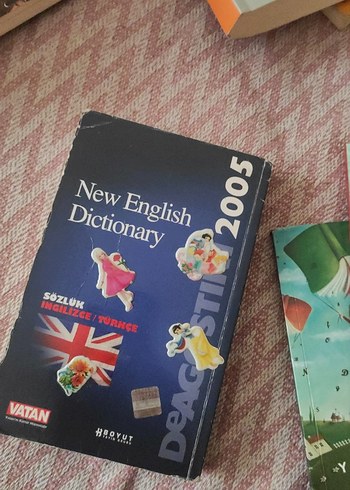 New English
Dictionary
2005
DeAGOSTINI
SÖZLÜK
İNGİLİZCE / TÜRKÇE
VATAN
BOYUT